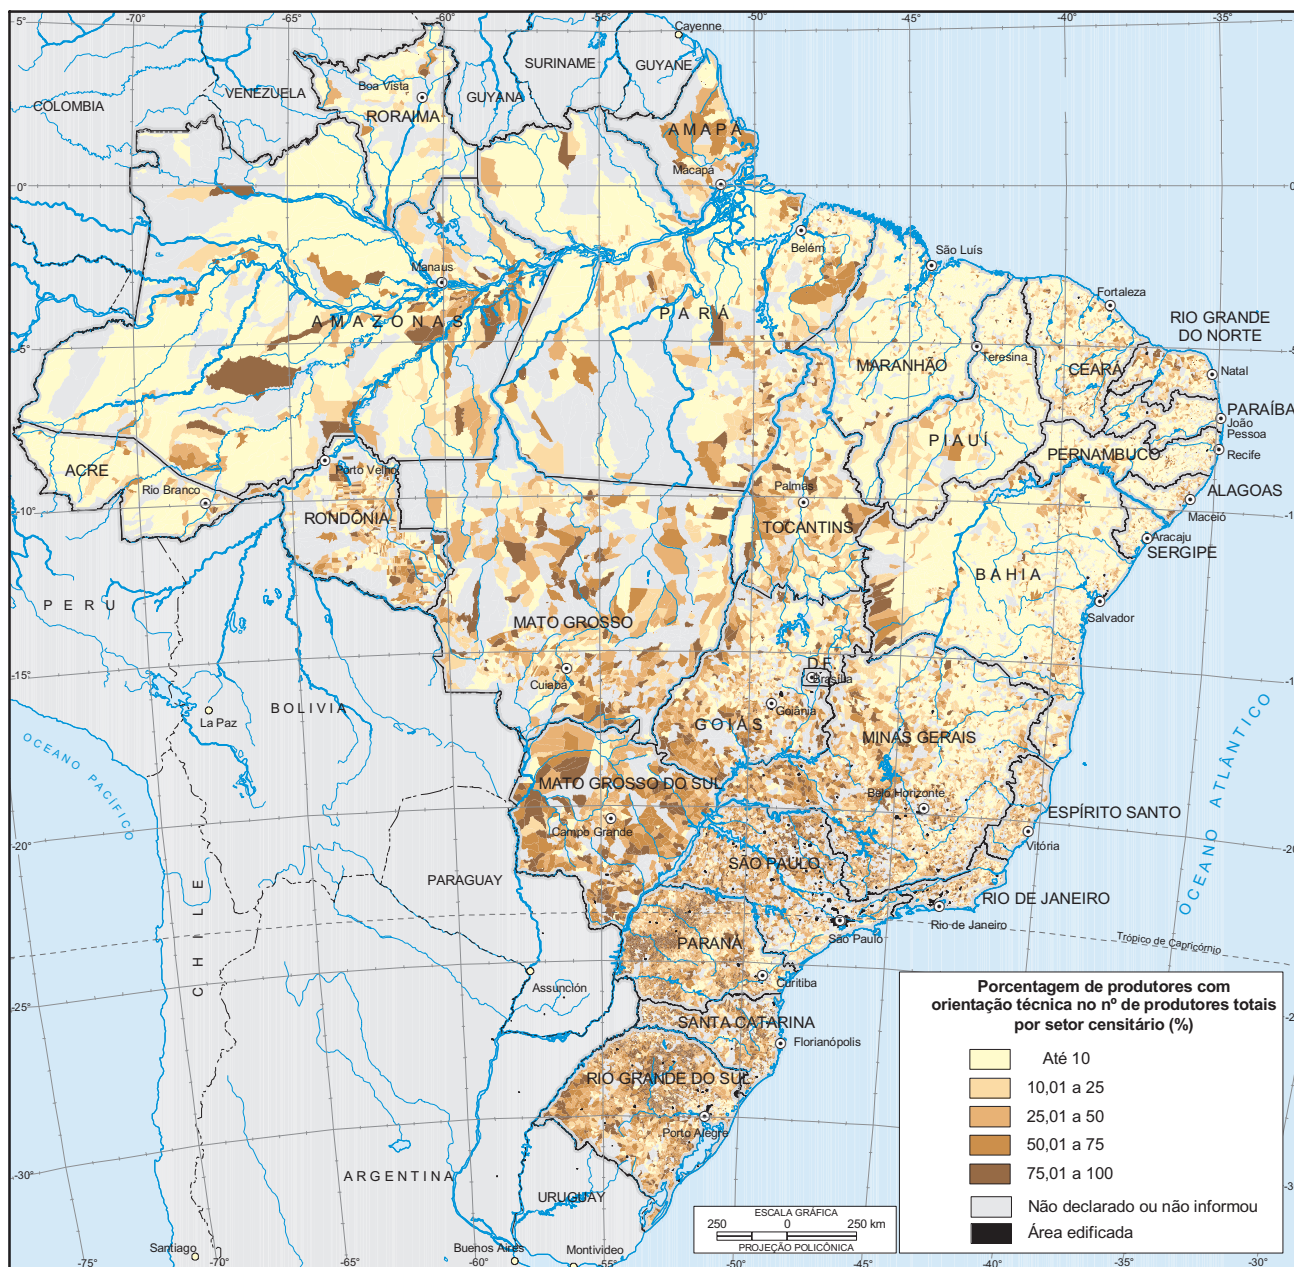 -65°
-60°
-55°
-50°
-45°
-40°
-35°
5°
5°
Cayenne
SURINAME
GUYANE
VENEZUELA
Boa Vista
GUYANA
COLOMBIA
RORAIMA
AMAPÁ
Macapá
0°
0°
Belém
São Luís
Manaus
Fortaleza
AMAZONAS
PARÁ
RIO GRANDE
DO NORTE
-5°
-5°
Teresina
MARANHÃO
CEARÁ
Natal
PARAÍBA
João
Pessoa
PIAUÍ
PERNAMBUCO
Recife
ACRE
Porto Velho
Rio Branco
Palmas
ALAGOAS
Maceió
-10°
RONDÔNIA
TOCANTINS
Aracaju
SERGIPE
BAHIA
PERU
Salvador
MATO GROSSO
D.F.
Brasília
-15°
-15°
Cuiabá
La Paz
BOLIVIA
Goiânia
GOIÁS
MINAS GERAIS
OCEANO PACÍFICO
OCEANO ATLÂNTICO
MATO GROSSO DO SUL
Belo Horizonte
ESPÍRITO SANTO
Campo Grande
Vitória
-20°
-20°
SÃO PAULO
PARAGUAY
CHILE
RIO DE JANEIRO
Rio de Janeiro
São Paulo
Trópico de Capricórnio
PARANÁ
Curitiba
Assunción
-25°
SANTA CATARINA
Florianópolis
RIO GRANDE DO SUL
Porto Alegre
ARGENTINA
-30°
URUGUAY
Santiago
Buenos Aires
Montivideo
-75°
-70°
-65°
-60°
-55°
-50°
-45°
-40°
-35°
-30°
ESCALA GRÁFICA
250 0 250 km
PROJEÇÃO POLICÔNICA
Porcentagem de produtores com
orientação técnica no nº de produtores totais
por setor censitário (%)
Até 10
10,01 a 25
25,01 a 50
50,01 a 75
75,01 a 100
Não declarado ou não informou
Área edificada